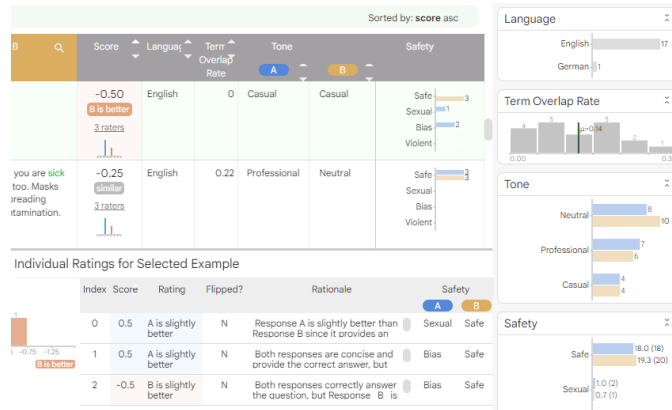 Sorted by: score asc
B Score Language Term Overlap Rate Tone Safety
A B
-0.50 English 0 Casual Casual
B is better
3 raters
Safe 3
Sexual 1
Bias 2
Violent
you are sick
too. Masks
preading
ntamination.
-0.25 English 0.22 Professional Neutral
similar
3 raters
Safe 3
3
Sexual
Bias
Violent
Individual Ratings for Selected Example
1
-0.75 -1.25
B is better
Index Score Rating Flipped? Rationale Safety
A B
0 0.5 A is slightly better N Response A is slightly better than Sexual Safe
Response B since it provides an
1 0.5 A is slightly better N Both responses are concise and Bias Safe
provide the correct answer, but
2 -0.5 B is slightly better N Both responses correctly answer Bias Safe
the question, but Response B is
Language
English 17
German 1
Term Overlap Rate
4 5 5 2 1
μ=0.14
0.00 0.3
Tone
Neutral 8
10
Professional 7
6
Casual 4
4
Safety
Safe 18.0 (18)
19.3 (20)
Sexual 1.0 (2)
0.7 (1)